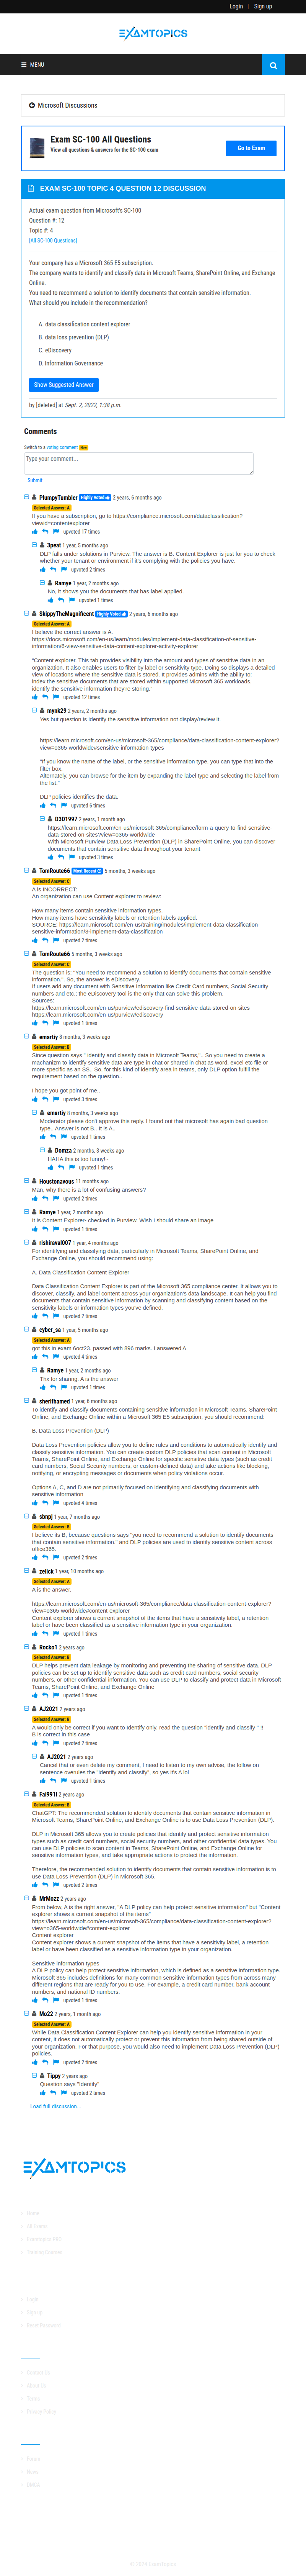 Login | Sign up
EXAMTOPICS
MENU
Microsoft Discussions
Exam SC-100 All Questions
View all questions & answers for the SC-100 exam
Go to Exam
EXAM SC-100 TOPIC 4 QUESTION 12 DISCUSSION
Actual exam question from Microsoft's SC-100
Question #: 12
Topic #: 4
[All SC-100 Questions]
Your company has a Microsoft 365 E5 subscription.
The company wants to identify and classify data in Microsoft Teams, SharePoint Online, and Exchange
Online.
You need to recommend a solution to identify documents that contain sensitive information.
What should you include in the recommendation?
A. data classification content explorer
B. data loss prevention (DLP)
C. eDiscovery
D. Information Governance
Show Suggested Answer
by [deleted] at Sept. 2, 2022, 1:38 p.m.
Comments
Switch to a voting comment New
Type your comment...
Submit
PlumpyTumbler Highly Voted 2 years, 6 months ago
Selected Answer: A
If you have a subscription, go to https://compliance.microsoft.com/dataclassification?
viewid=contentexplorer
upvoted 17 times
3peat 1 year, 5 months ago
DLP falls under solutions in Purview. The answer is B. Content Explorer is just for you to check
whether your tenant or environment if it's complying with the policies you have.
upvoted 2 times
Ramye 1 year, 2 months ago
No, it shows you the documents that has label applied.
upvoted 1 times
SkippyTheMagnificent Highly Voted 2 years, 6 months ago
Selected Answer: A
I believe the correct answer is A.
https://docs.microsoft.com/en-us/learn/modules/implement-data-classification-of-sensitive-
information/6-view-sensitive-data-content-explorer-activity-explorer
"Content explorer. This tab provides visibility into the amount and types of sensitive data in an
organization. It also enables users to filter by label or sensitivity type. Doing so displays a detailed
view of the locations where the sensitive data is stored. It provides admins with the ability to:
index the sensitive documents that are stored within supported Microsoft 365 workloads.
identify the sensitive information they're storing."
upvoted 12 times
mynk29 2 years, 2 months ago
Yes but question is identify the sensitive information not display/review it.
https://learn.microsoft.com/en-us/microsoft-365/compliance/data-classification-content-explorer?
view=o365-worldwide#sensitive-information-types
"If you know the name of the label, or the sensitive information type, you can type that into the
filter box.
Alternately, you can browse for the item by expanding the label type and selecting the label from
the list."
DLP policies identifies the data.
upvoted 6 times
D3D1997 2 years, 1 month ago
https://learn.microsoft.com/en-us/microsoft-365/compliance/form-a-query-to-find-sensitive-
data-stored-on-sites?view=o365-worldwide
With Microsoft Purview Data Loss Prevention (DLP) in SharePoint Online, you can discover
documents that contain sensitive data throughout your tenant
upvoted 3 times
TomRoute66 Most Recent 5 months, 3 weeks ago
Selected Answer: C
A is INCORRECT:
An organization can use Content explorer to review:
How many items contain sensitive information types.
How many items have sensitivity labels or retention labels applied.
SOURCE: https://learn.microsoft.com/en-us/training/modules/implement-data-classification-
sensitive-information/3-implement-data-classification
upvoted 2 times
TomRoute66 5 months, 3 weeks ago
Selected Answer: C
The question is: "You need to recommend a solution to identify documents that contain sensitive
information.". So, the answer is eDiscovery.
If users add any document with Sensitive Information like Contain Credit Numbers, Social Security
numbers and etc.; the eDiscovery tool is the only that can solve this problem.
Sources:
https://learn.microsoft.com/en-us/purview/ediscovery-find-sensitive-data-stored-on-sites
https://learn.microsoft.com/en-us/purview/ediscovery
upvoted 1 times
emartiy 8 months, 3 weeks ago
Selected Answer: B
Since question says " identify and classfy data in Microsoft Teams,".. So you need to create a
machanizm to identify sensitive data are type in chat or shared in chat as word, excel etc file or
some for specific area like SS.. So, for this kind of idenetify area in teams, only DLP option fullfill the
requirement based on the question..
I hope you got point of me..
upvoted 3 times
emartiy 8 months, 3 weeks ago
Moderator please don't approve this reply. I found out that microsoft has again bad question
type.. Answer is not B.. It is A..
upvoted 1 times
Domza 2 months, 3 weeks ago
HAHA this is too funny!~
upvoted 1 times
Houstonavous 11 months ago
Man, why there is a lot of confusing answers?
upvoted 2 times
Ramye 1 year, 2 months ago
It is Content Explorer- checked in Purview. Wish I should share an image
upvoted 1 times
rishiraval007 1 year, 4 months ago
For identifying and classifying data, particularly in Microsoft Teams, SharePoint Online, and
Exchange Online, you should recommend using:
A. Data Classification Content Explorer
Data Classification Content Explorer is part of the Microsoft 365 compliance center. It allows you to
discover, classify, and label content across your organization's data landscape. It can help you find
documents that contain sensitive information by scanning and classifying content based on the
sensitivity labels or information types you've defined.
upvoted 2 times
cyber_sa 1 year, 5 months ago
Selected Answer: A
got this in exam 6oct23. passed with 896 marks. I answered A
upvoted 4 times
Ramye 1 year, 2 months ago
Thx for sharing. A is the answer
upvoted 1 times
sherifhamed 1 year, 6 months ago
To identify and classify documents containing sensitive information in Microsoft Teams, SharePoint
Online, and Exchange Online within a Microsoft 365 E5 subscription, you should recommend:
B. Data Loss Prevention (DLP)
Data Loss Prevention (DLP) allows you to define rules and conditions to automatically identify and
classify sensitive information. You can create custom DLP policies that scan content in Microsoft
Teams, SharePoint Online, and Exchange Online for specific types of sensitive data (such as credit
card numbers, Social Security numbers, or custom-defined data) and take actions like blocking,
notifying, or encrypting messages or documents when policy violations occur.
Options A, C, and D are not primarily focused on identifying and classifying documents with
sensitive information
upvoted 4 times
sbnpj 1 year, 7 months ago
Selected Answer: B
I believe its B, because questions says "you need to recommend a solution to identify documents
that contain sensitive information." and DLP policies are used to identify sensitive content across
office365.
upvoted 2 times
zellck 1 year, 10 months ago
Selected Answer: A
A is the answer.
https://learn.microsoft.com/en-us/microsoft-365/compliance/data-classification-content-explorer?
view=o365-worldwide#content-explorer
Content explorer shows a current snapshot of the items that have a sensitivity label, a retention
label or have been classified as a sensitive information type in your organization.
upvoted 1 times
Rocko1 2 years ago
Selected Answer: B
DLP helps prevent data leakage by monitoring and preventing the sharing of sensitive data. DLP
policies can be set up to identify sensitive information such as credit card numbers, social security
numbers, or other confidential information. You can use DLP to classify and protect data in Microsoft
Teams, SharePoint Online, and Exchange Online
upvoted 1 times
AJ2021 2 years ago
Selected Answer: B
A would only be correct if you want to identify only, read the question "identify and classify " !!
B is correct in this case
upvoted 2 times
AJ2021 2 years ago
Cancel that or even delete my comment, I need to listen to my own advise, the follow on
sentence overules the "identify and classify", so yes it's A lol
upvoted 1 times
Fal991l 2 years ago
Selected Answer: B
ChatGPT: The recommended solution to identify documents that contain sensitive information in
Microsoft Teams, SharePoint Online, and Exchange Online is to use Data Loss Prevention (DLP).
DLP in Microsoft 365 allows you to create policies that identify and protect sensitive information
types such as credit card numbers, social security numbers, and other confidential data types. You
can use DLP policies to scan content in Teams, SharePoint Online, and Exchange Online for
sensitive information types, and take appropriate actions to protect the information.
Therefore, the recommended solution to identify documents that contain sensitive information is to
use Data Loss Prevention (DLP) in Microsoft 365.
upvoted 2 times
MrMozz 2 years ago
From below, A is the right answer, "A DLP policy can help protect sensitive information" but "Content
explorer shows a current snapshot of the items"
https://learn.microsoft.com/en-us/microsoft-365/compliance/data-classification-content-explorer?
view=o365-worldwide#content-explorer
Content explorer
Content explorer shows a current snapshot of the items that have a sensitivity label, a retention
label or have been classified as a sensitive information type in your organization.
Sensitive information types
A DLP policy can help protect sensitive information, which is defined as a sensitive information type.
Microsoft 365 includes definitions for many common sensitive information types from across many
different regions that are ready for you to use. For example, a credit card number, bank account
numbers, and national ID numbers.
upvoted 1 times
Mo22 2 years, 1 month ago
Selected Answer: A
While Data Classification Content Explorer can help you identify sensitive information in your
content, it does not automatically protect or prevent this information from being shared outside of
your organization. For that purpose, you would also need to implement Data Loss Prevention (DLP)
policies.
upvoted 2 times
Tippy 2 years ago
Question says "Identify"
upvoted 2 times
Load full discussion...
EXAMTOPICS